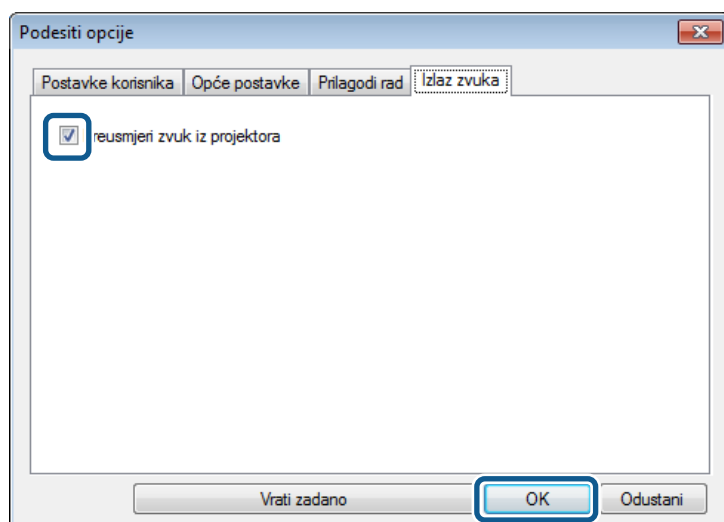 Podesiti opcije
Postavke korisnika Opće postavke Prilagodi rad Izlaz zvuka
reusmjeri zvuk iz projektora
Vrati zadano OK Odustani